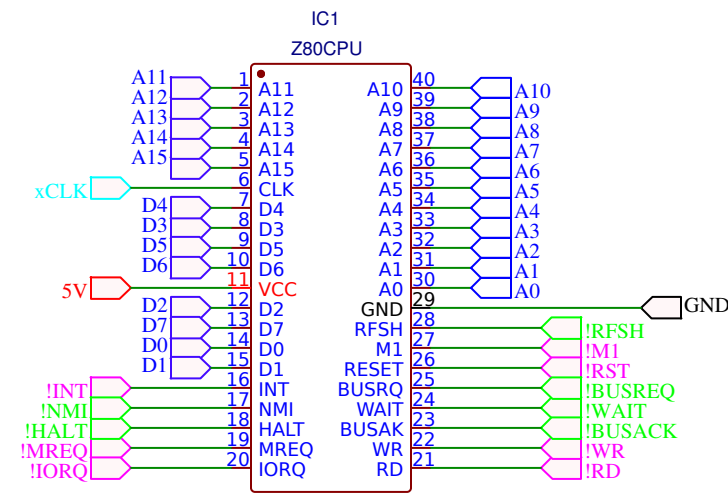 IC1
Z80CPU
A11 1 A11 A10 40 A10
A12 2 A12 A9 39 A9
A13 3 A13 A8 38 A8
A14 4 A14 A7 37 A7
A15 5 A15 A6 36 A6
xCLK 6 CLK A5 35 A5
D4 7 D4 A4 34 A4
D3 8 D3 A3 33 A3
D5 9 D5 A2 32 A2
D6 10 D6 A1 31 A1
5V 11 VCC A0 30 A0
D2 12 D2 GND 29 GND
D7 13 D7 RFSH 28 !RFSH
D0 14 D0 M1 27 !M1
D1 15 D1 RESET 26 !RST
!INT 16 INT BUSRQ 25 !BUSREQ
!NMI 17 NMI WAIT 24 !WAIT
!HALT 18 HALT BUSAK 23 !BUSACK
!MREQ 19 MREQ WR 22 !WR
!IORQ 20 IORQ RD 21 !RD